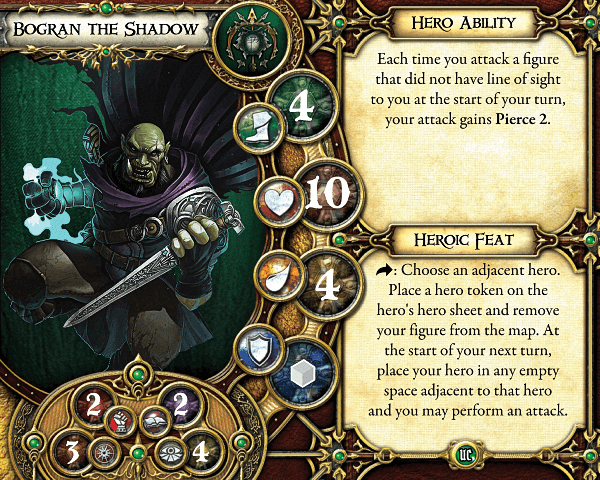 Bogran the Shadow
4
10
4
2
2
3
4
Hero Ability
Each time you attack a figure
that did not have line of sight
to you at the start of your turn,
your attack gains Pierce 2.
Heroic Feat
: Choose an adjacent hero.
Place a hero token on the
hero's hero sheet and remove
your figure from the map. At
the start of your next turn,
place your hero in any empty
space adjacent to that hero
and you may perform an attack.
UC